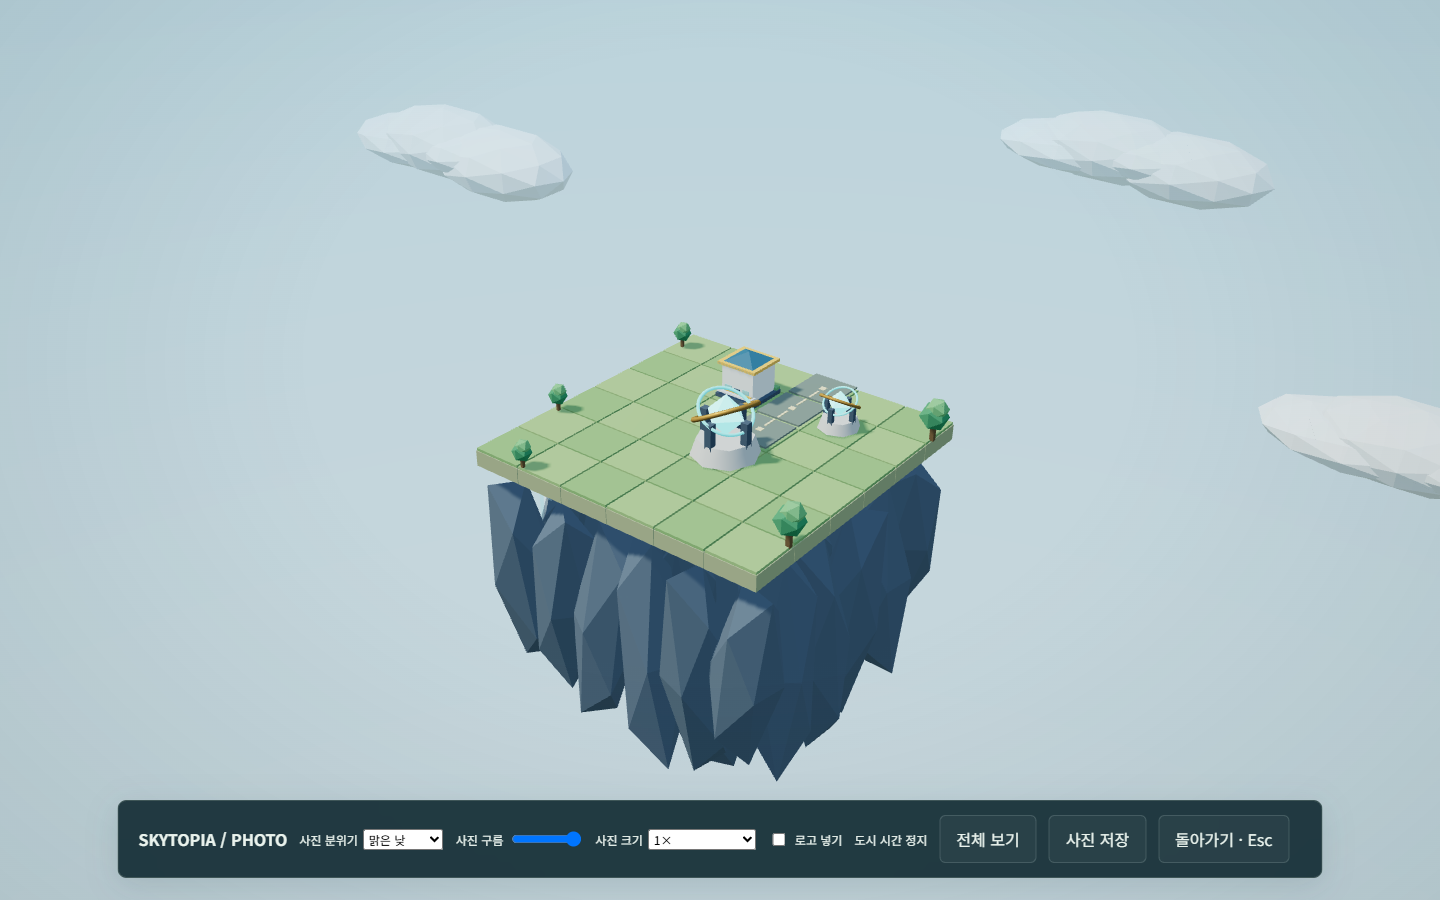 SKYTOPIA / PHOTO 사진 분위기 맑은 낮 사진 구름 사진 크기 1× 로고 넣기 도시 시간 정지 전체 보기 사진 저장 돌아가기 · Esc